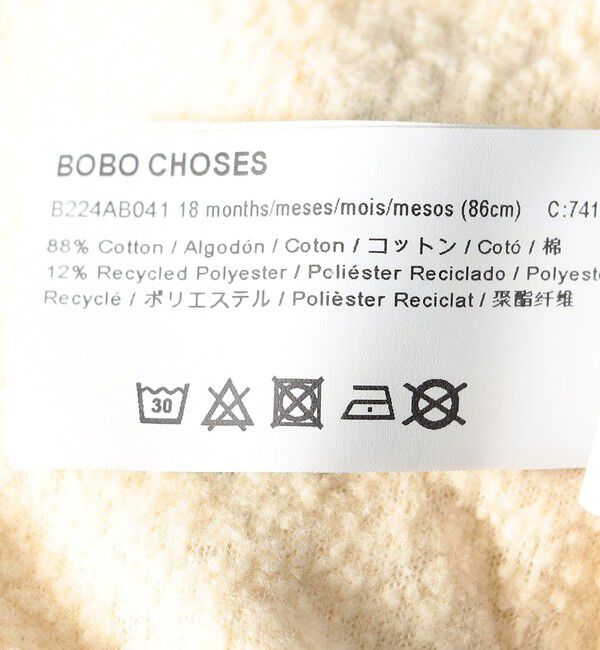 BOBO CHOSES
B224AB041 18 months/meses/mois/mesos (86cm) C:741
88% Cotton / Algodón / Coton / コットン / Cotó / 棉
12% Recycled Polyester / Poliéster Reciclado / Polyeste
Recyclé / ポリエステル / Polièster Reciclat / 聚酯纤维
30